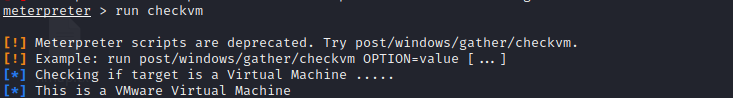 meterpreter > run checkvm
[!] Meterpreter scripts are deprecated. Try post/windows/gather/checkvm.
[!] Example: run post/windows/gather/checkvm OPTION=value [ ... ]
[*] Checking if target is a Virtual Machine .....
[*] This is a VMware Virtual Machine